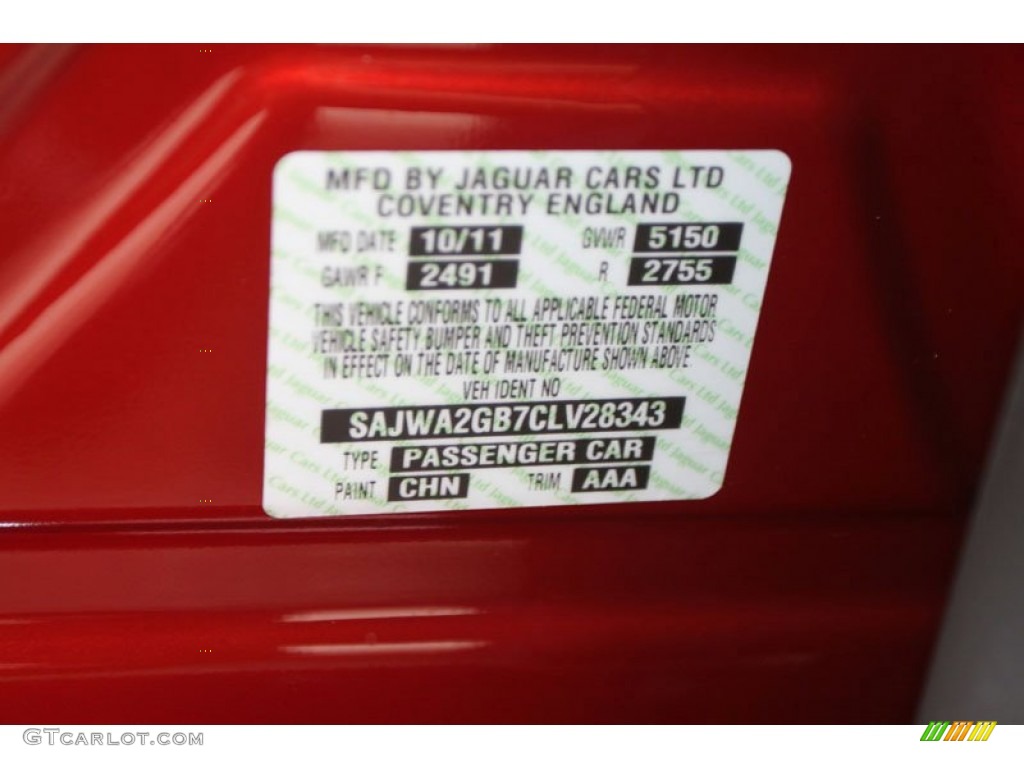 MFD BY JAGUAR CARS LTD
COVENTRY ENGLAND
MFD DATE 10/11 GVWR 5150
GAWR F 2491 R 2755
THIS VEHICLE CONFORMS TO ALL APPLICABLE FEDERAL MOTOR
VEHICLE SAFETY BUMPER AND THEFT PREVENTION STANDARDS
IN EFFECT ON THE DATE OF MANUFACTURE SHOWN ABOVE
VEH IDENT NO
SAJWA2GB7CLV28343
TYPE PASSENGER CAR
PAINT CHN TRIM AAA
GTCARLOT.COM